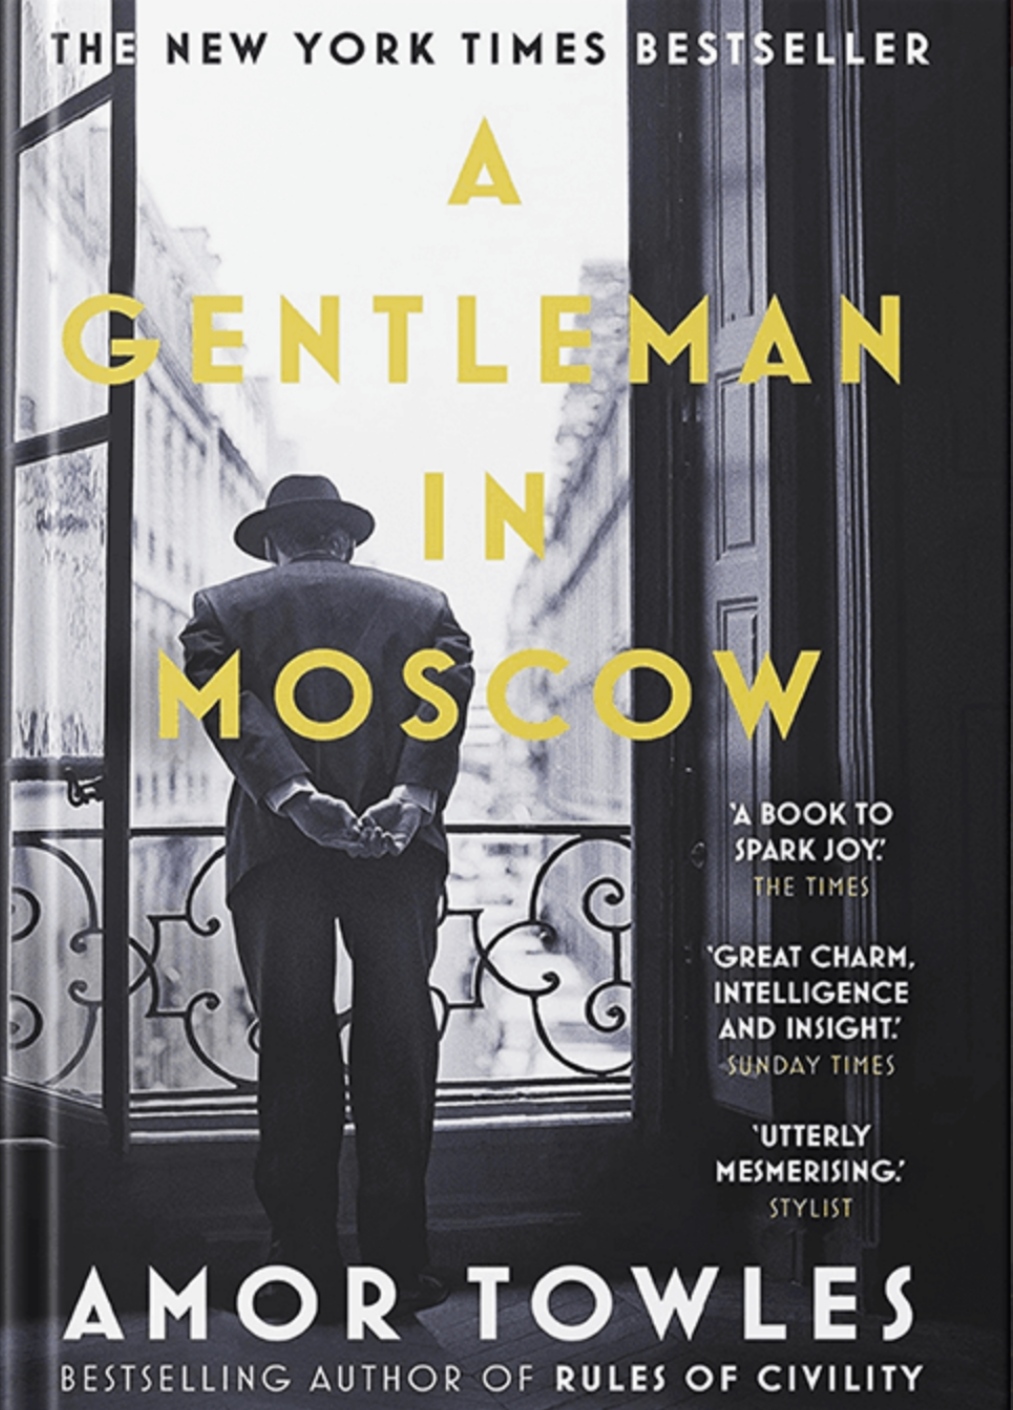 THE NEW YORK TIMES BESTSELLER
A
GENTLEMAN
IN
MOSCOW
'A BOOK TO
SPARK JOY.'
THE TIMES
'GREAT CHARM,
INTELLIGENCE
AND INSIGHT.'
SUNDAY TIMES
'UTTERLY
MESMERISING.'
STYLIST
AMOR TOWLES
BESTSELLING AUTHOR OF RULES OF CIVILITY